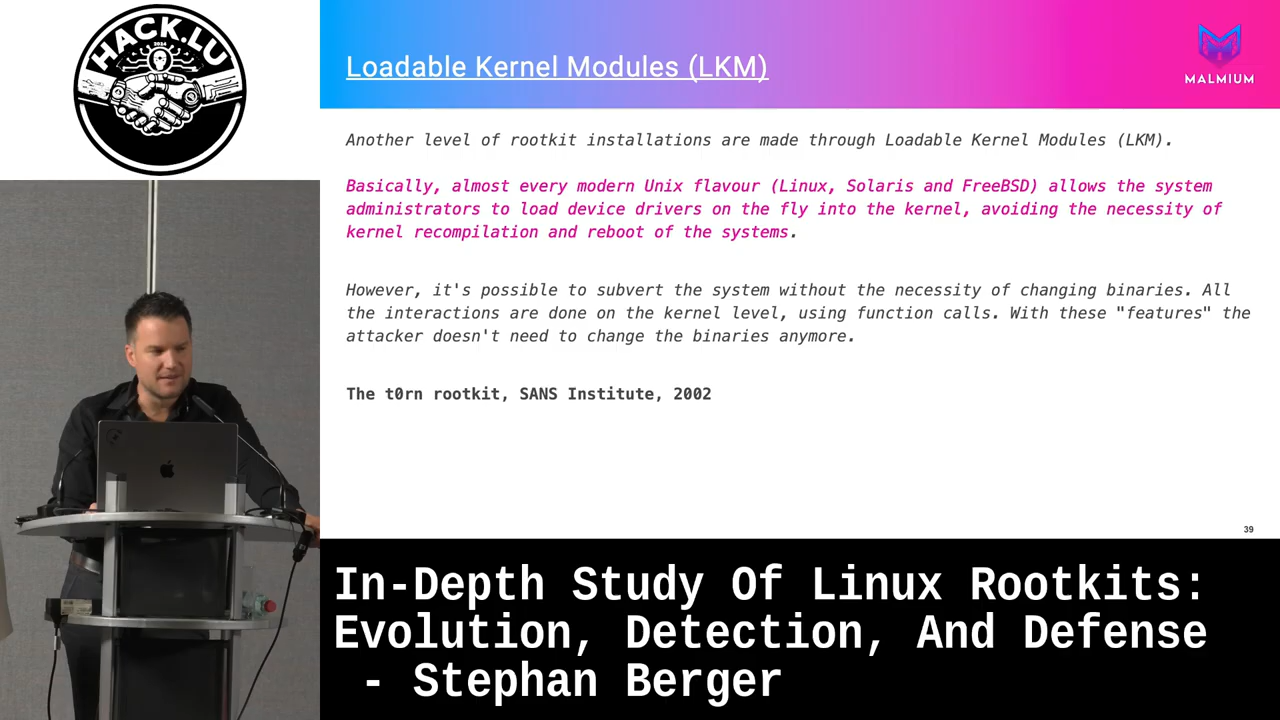 HACK.LU
2024
Loadable Kernel Modules (LKM)
MALMIUM
Another level of rootkit installations are made through Loadable Kernel Modules (LKM).
Basically, almost every modern Unix flavour (Linux, Solaris and FreeBSD) allows the system
administrators to load device drivers on the fly into the kernel, avoiding the necessity of
kernel recompilation and reboot of the systems.
However, it's possible to subvert the system without the necessity of changing binaries. All
the interactions are done on the kernel level, using function calls. With these "features" the
attacker doesn't need to change the binaries anymore.
The t0rn rootkit, SANS Institute, 2002
39
In-Depth Study Of Linux Rootkits:
Evolution, Detection, And Defense
- Stephan Berger